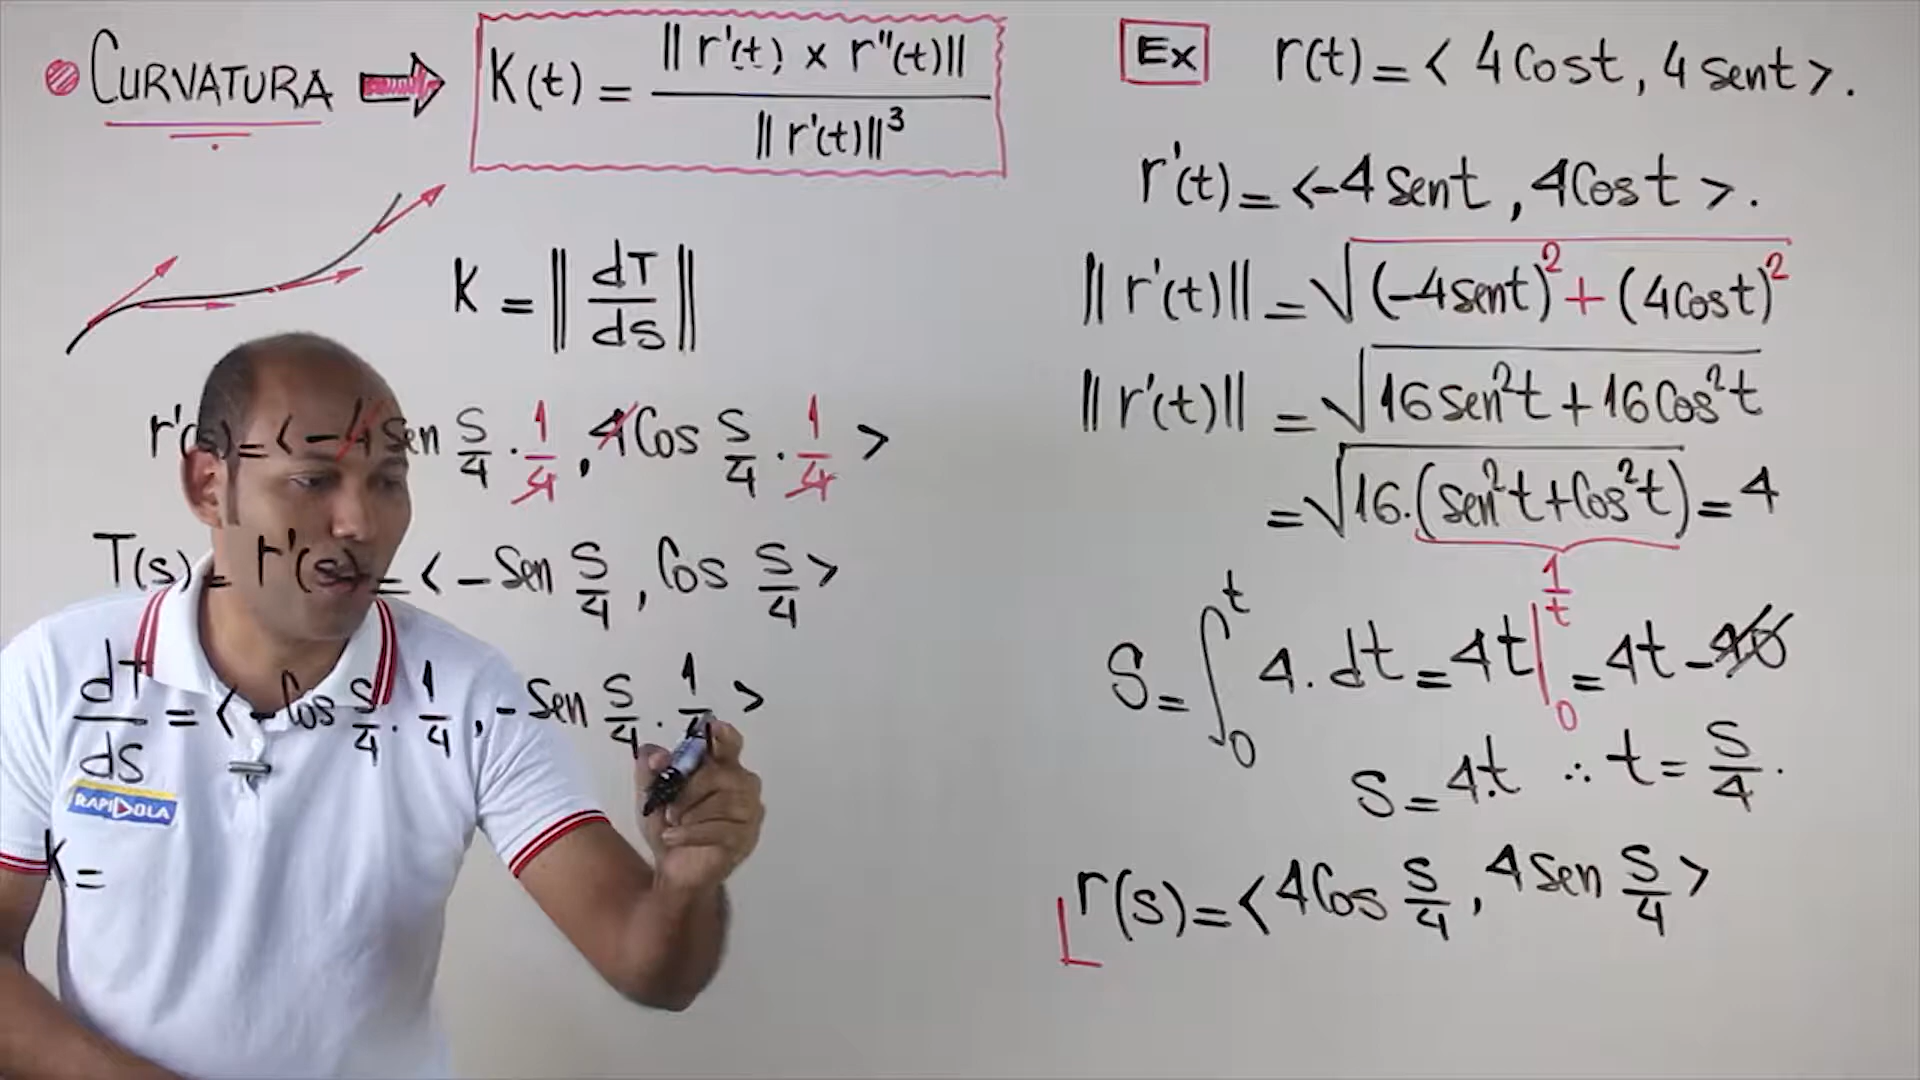 CURVATURA
K(t) = || r'(t) x r''(t)|| / || r'(t)||³
K = || dT/ds ||
r'(s) = < -4 Sen s/4 · 1/4 , 4 Cos s/4 · 1/4 >
T(s) = r'(s) = < -Sen s/4 , Cos s/4 >
dT/ds = < -Cos s/4 · 1/4 , -Sen s/4 · 1/4 >
RAPIDOLA
K =
Ex r(t) = < 4 Cost , 4 sent > .
r'(t) = <-4 Sent , 4 Cost > .
|| r'(t)|| = √(-4sent)² + (4cost)²
|| r'(t)|| = √16 sen²t + 16 Cos²t
= √16.(sen²t + Cos²t) = 4
1
S = ∫₀ᵗ 4. dt = 4t |₀ᵗ = 4t - 4·0
S = 4t ∴ t = s/4 .
r(s) = < 4 Cos s/4 , 4 Sen s/4 >